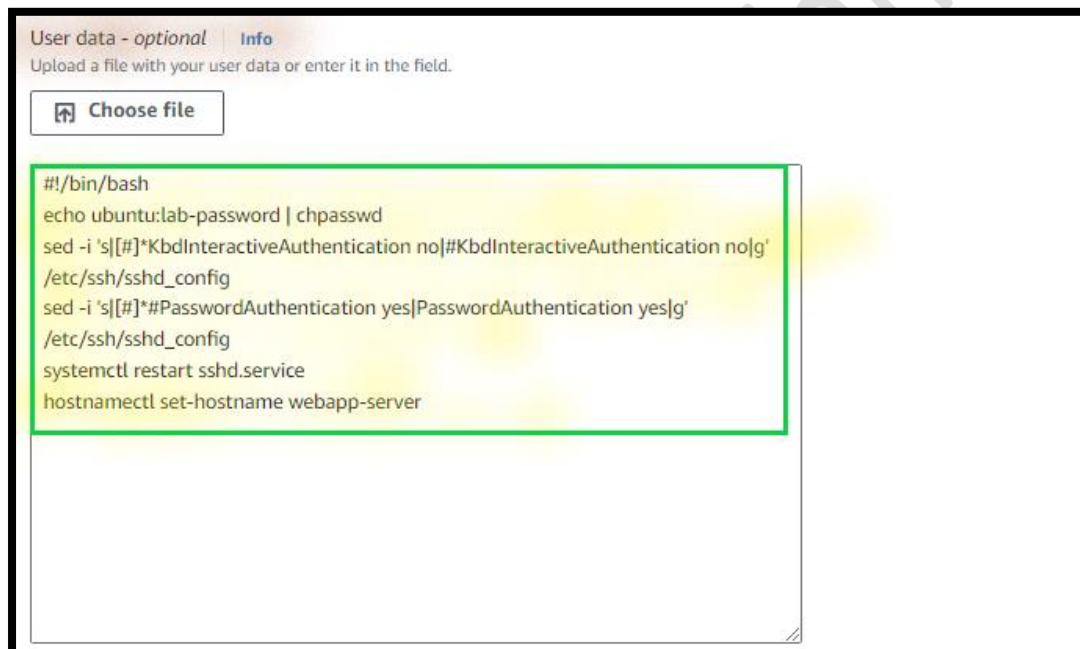 User data - optional Info
Upload a file with your user data or enter it in the field.
Choose file
#!/bin/bash
echo ubuntu:lab-password | chpasswd
sed -i 's|[#]*KbdInteractiveAuthentication no|#KbdInteractiveAuthentication no|g'
/etc/ssh/sshd_config
sed -i 's|[#]*#PasswordAuthentication yes|PasswordAuthentication yes|g'
/etc/ssh/sshd_config
systemctl restart sshd.service
hostnamectl set-hostname webapp-server